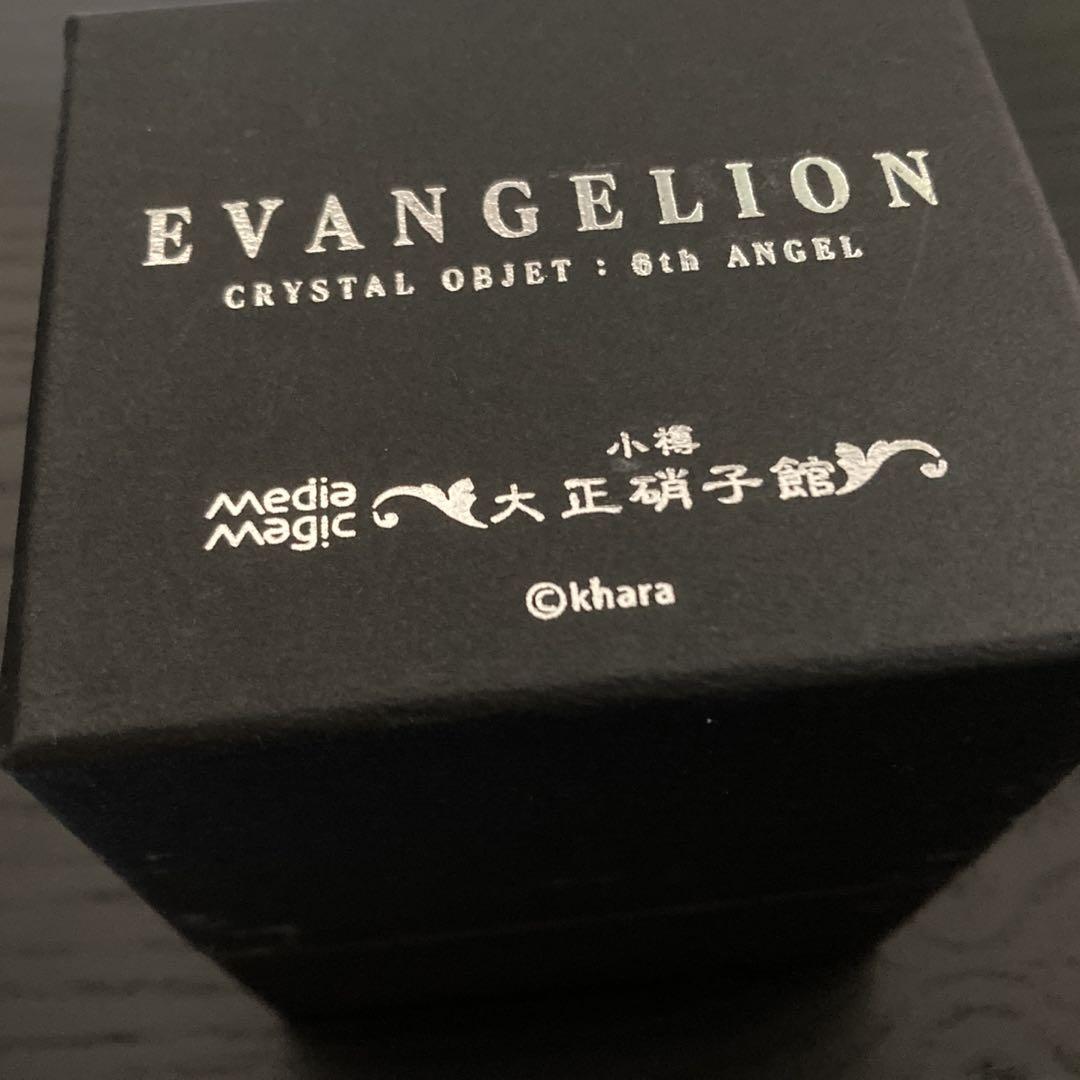 EVANGELION
CRYSTAL OBJET : 6th ANGEL
小樽
media
magic
大正硝子館
©khara